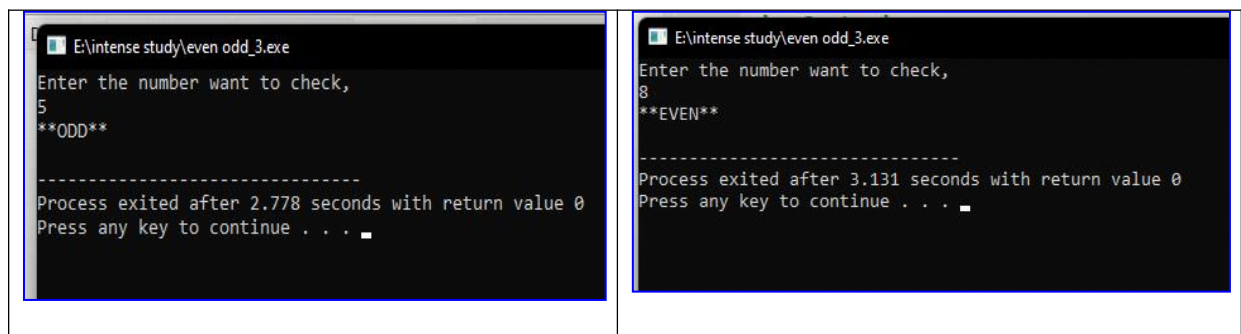 E:\intense study\even odd_3.exe
Enter the number want to check,
5
**ODD**
--------------------------------
Process exited after 2.778 seconds with return value 0
Press any key to continue . . .
E:\intense study\even odd_3.exe
Enter the number want to check,
8
**EVEN**
--------------------------------
Process exited after 3.131 seconds with return value 0
Press any key to continue . . .